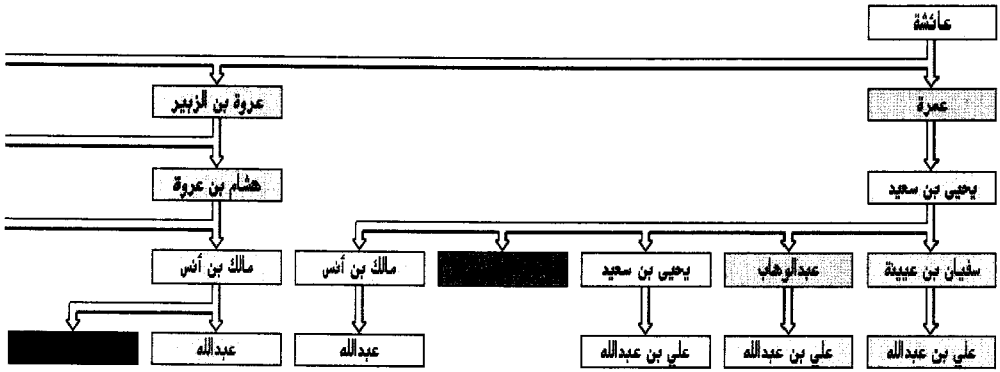 عائشة
عمرة
عروة بن الزبير
يحيى بن سعيد
هشام بن عروة
سفيان بن عيينة
عبدالوهاب
يحيى بن سعيد
مالك بن أنس
مالك بن أنس
علي بن عبدالله
علي بن عبدالله
علي بن عبدالله
عبدالله
عبدالله